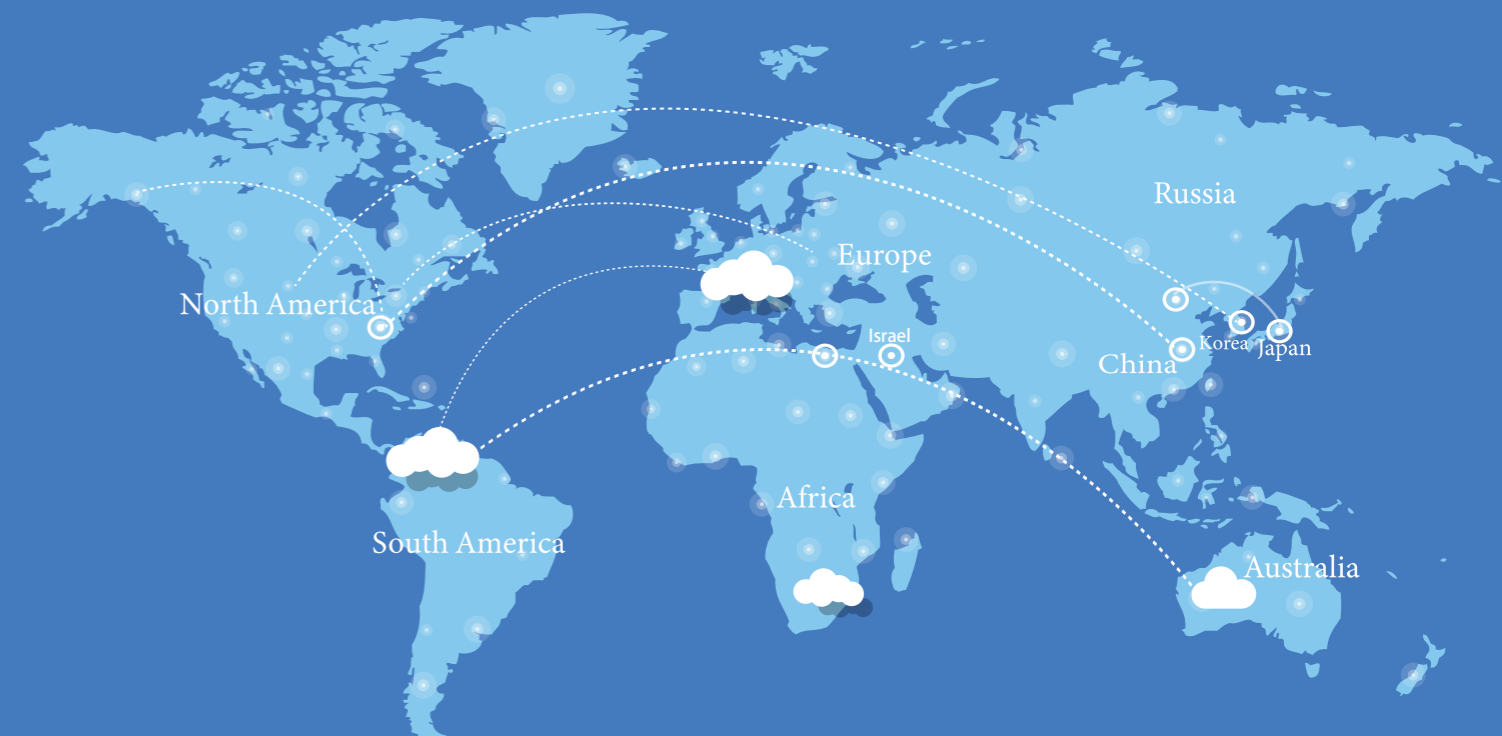 Russia
Europe
North America
Israel
Korea
Japan
China
Africa
South America
Australia